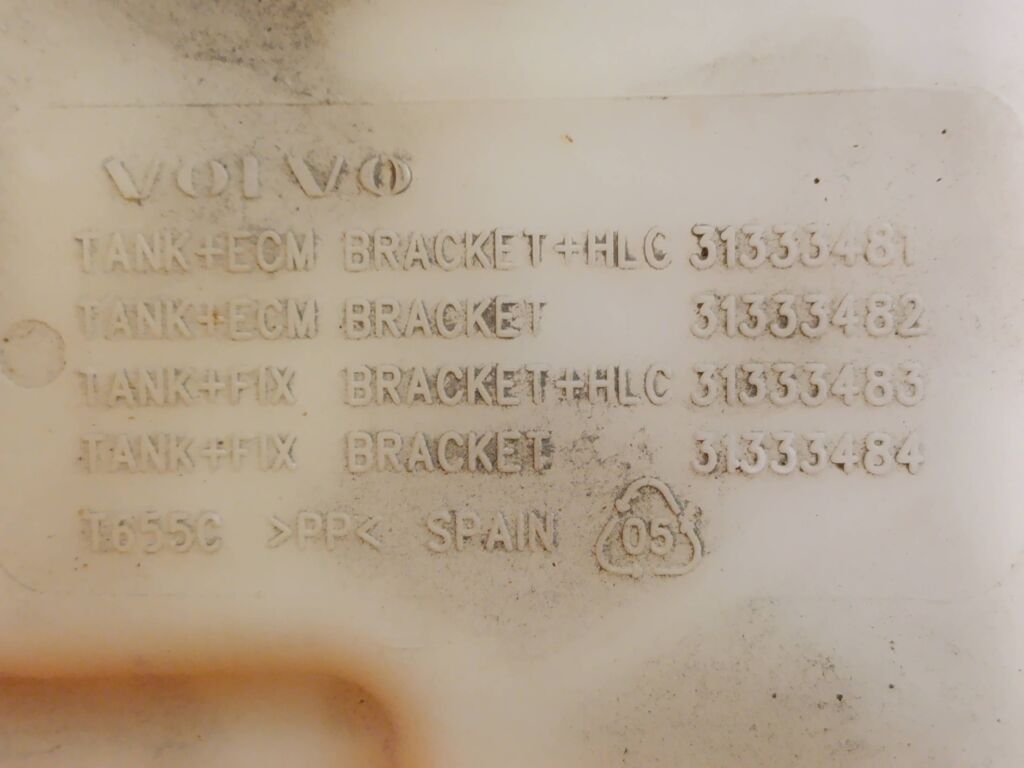 VOLVO
TANK+ECM BRACKET+HLC 31333481
TANK+ECM BRACKET 31333482
TANK+FIX BRACKET+HLC 31333483
TANK+FIX BRACKET 31333484
T655C >PP< SPAIN 05